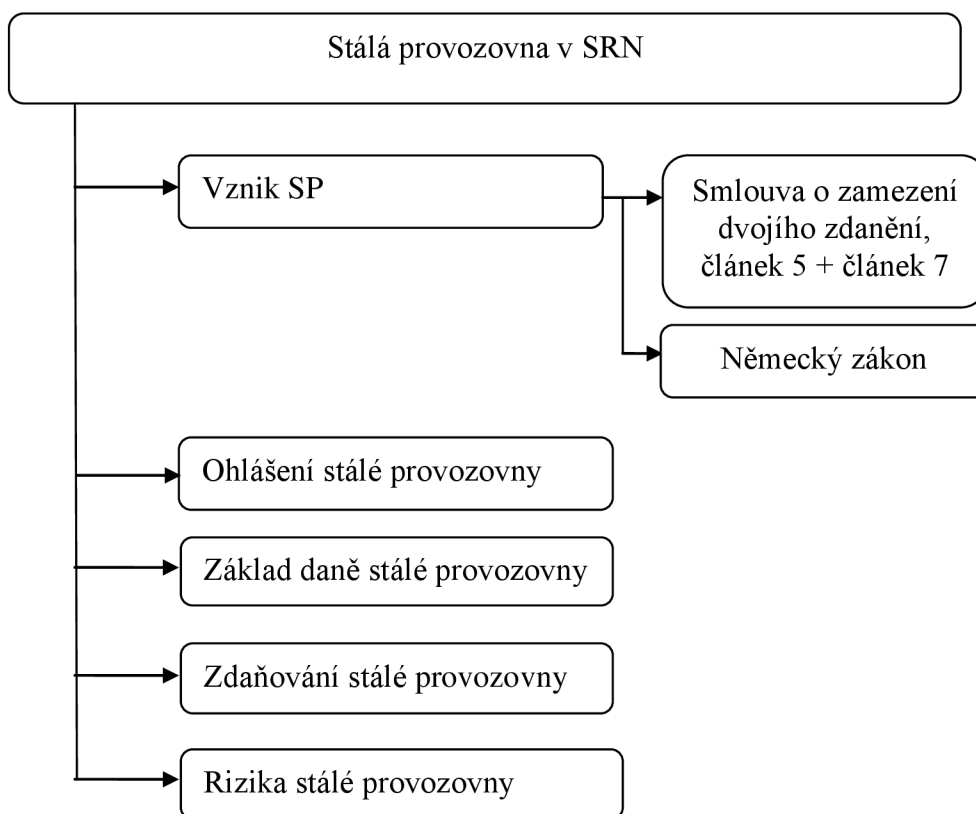 Stálá provozovna v SRN
Vznik SP
Smlouva o zamezení
dvojího zdanění,
článek 5 + článek 7
Německý zákon
Ohlášení stálé provozovny
Základ daně stálé provozovny
Zdaňování stálé provozovny
Rizika stálé provozovny